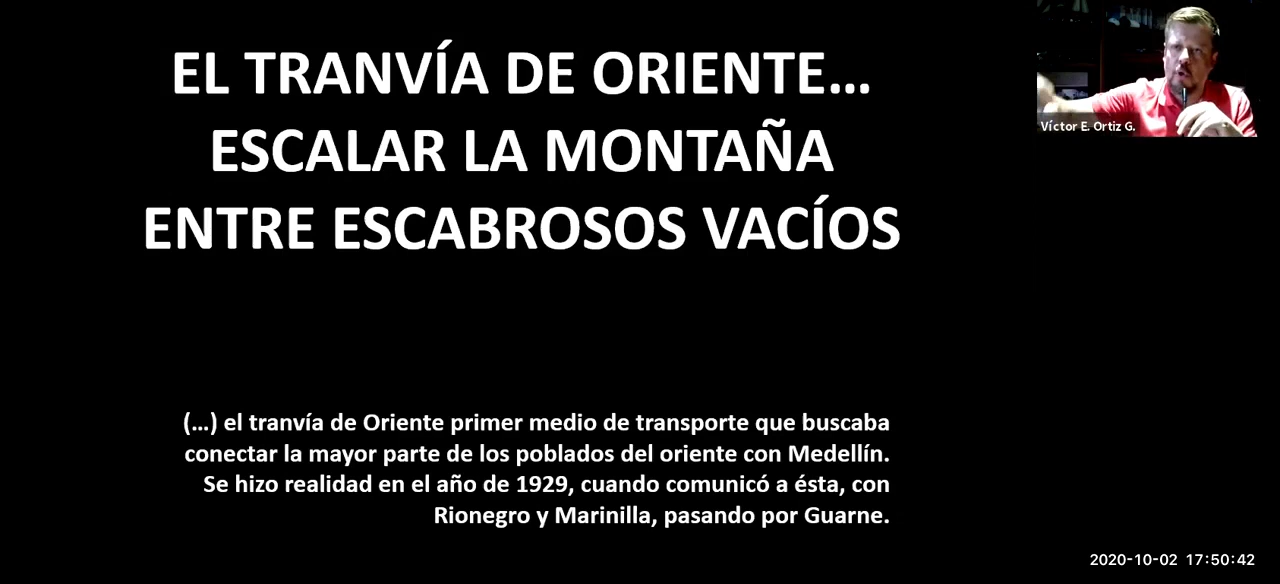 EL TRANVÍA DE ORIENTE...
ESCALAR LA MONTAÑA
ENTRE ESCABROSOS VACÍOS
Víctor E. Ortiz G.
(...) el tranvía de Oriente primer medio de transporte que buscaba
conectar la mayor parte de los poblados del oriente con Medellín.
Se hizo realidad en el año de 1929, cuando comunicó a ésta, con
Rionegro y Marinilla, pasando por Guarne.
2020-10-02 17:50:42